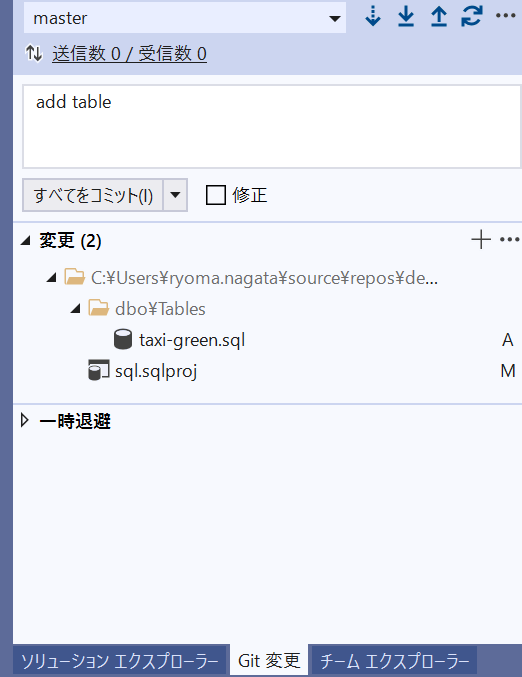 master
送信数 0 / 受信数 0
add table
すべてをコミット(I) 修正
変更 (2)
C:¥Users¥ryoma.nagata¥source¥repos¥de...
dbo¥Tables
taxi-green.sql A
sql.sqlproj M
一時退避
ソリューション エクスプローラー Git 変更 チーム エクスプローラー